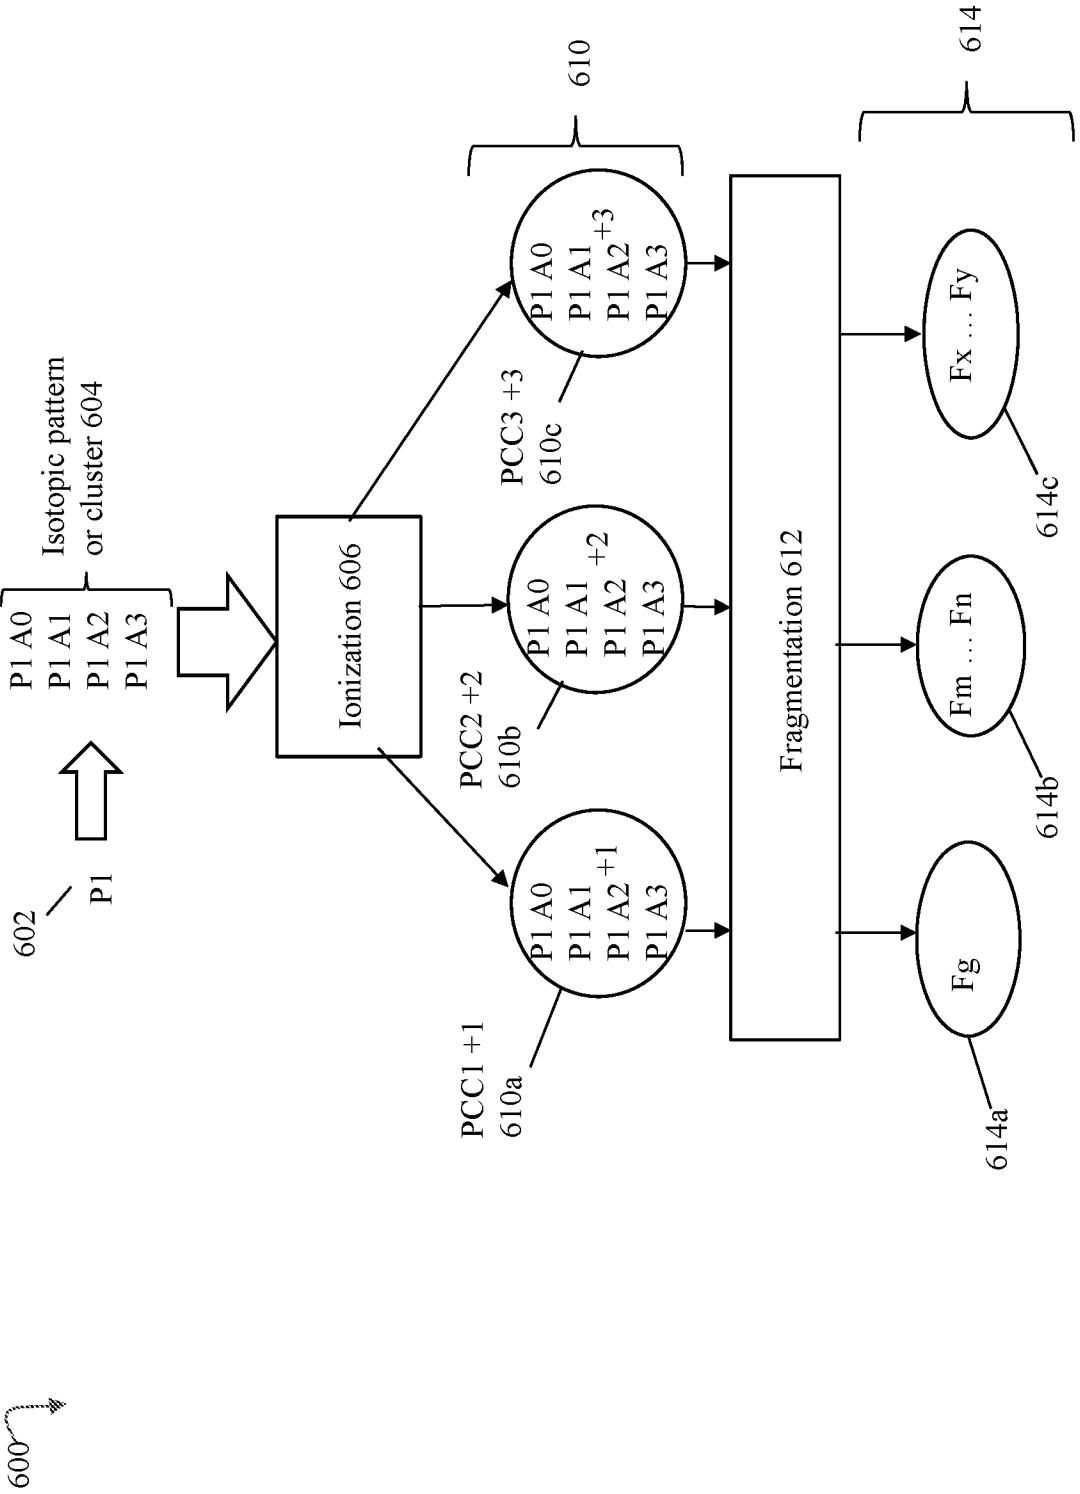 600
602
P1
P1 A0
P1 A1
P1 A2
P1 A3
Isotopic pattern
or cluster 604
Ionization 606
PCC1 +1
610a
P1 A0
P1 A1
P1 A2 +1
P1 A3
PCC2 +2
610b
P1 A0
P1 A1 +2
P1 A2
P1 A3
PCC3 +3
610c
P1 A0
P1 A1 +3
P1 A2
P1 A3
610
Fragmentation 612
614a
Fg
614b
Fm … Fn
614c
Fx … Fy
614